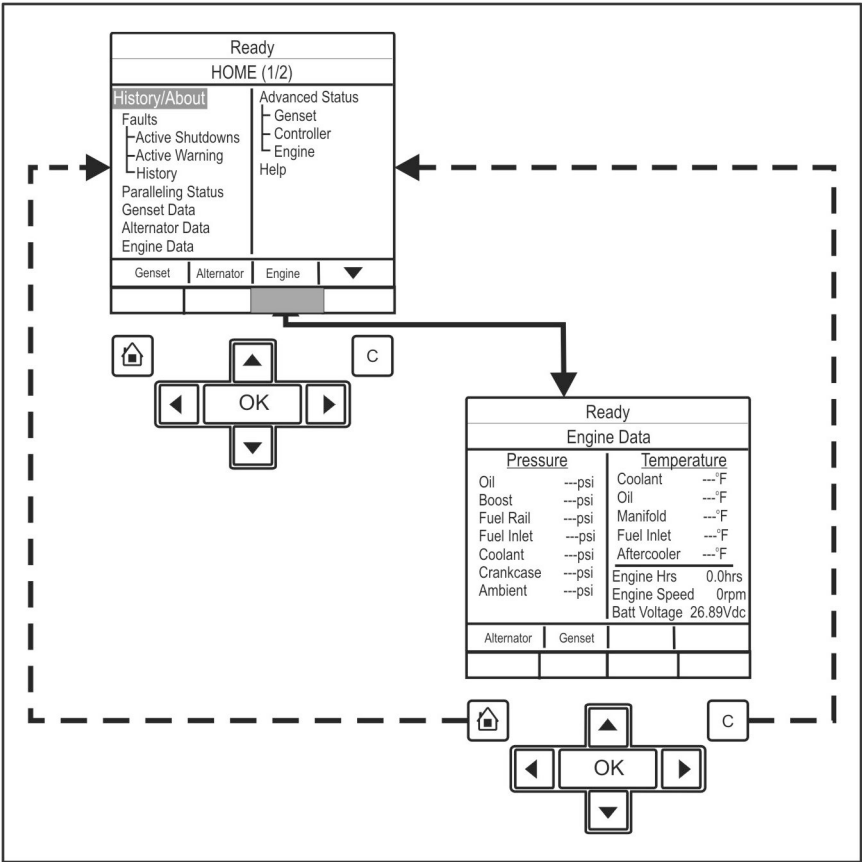 Ready
HOME (1/2)
History/About
Faults
Active Shutdowns
Active Warning
History
Paralleling Status
Genset Data
Alternator Data
Engine Data
Advanced Status
Genset
Controller
Engine
Help
Genset Alternator Engine
C
OK
Ready
Engine Data
Pressure
Oil ---psi
Boost ---psi
Fuel Rail ---psi
Fuel Inlet ---psi
Coolant ---psi
Crankcase ---psi
Ambient ---psi
Temperature
Coolant ---°F
Oil ---°F
Manifold ---°F
Fuel Inlet ---°F
Aftercooler ---°F
Engine Hrs 0.0hrs
Engine Speed 0rpm
Batt Voltage 26.89Vdc
Alternator Genset
C
OK